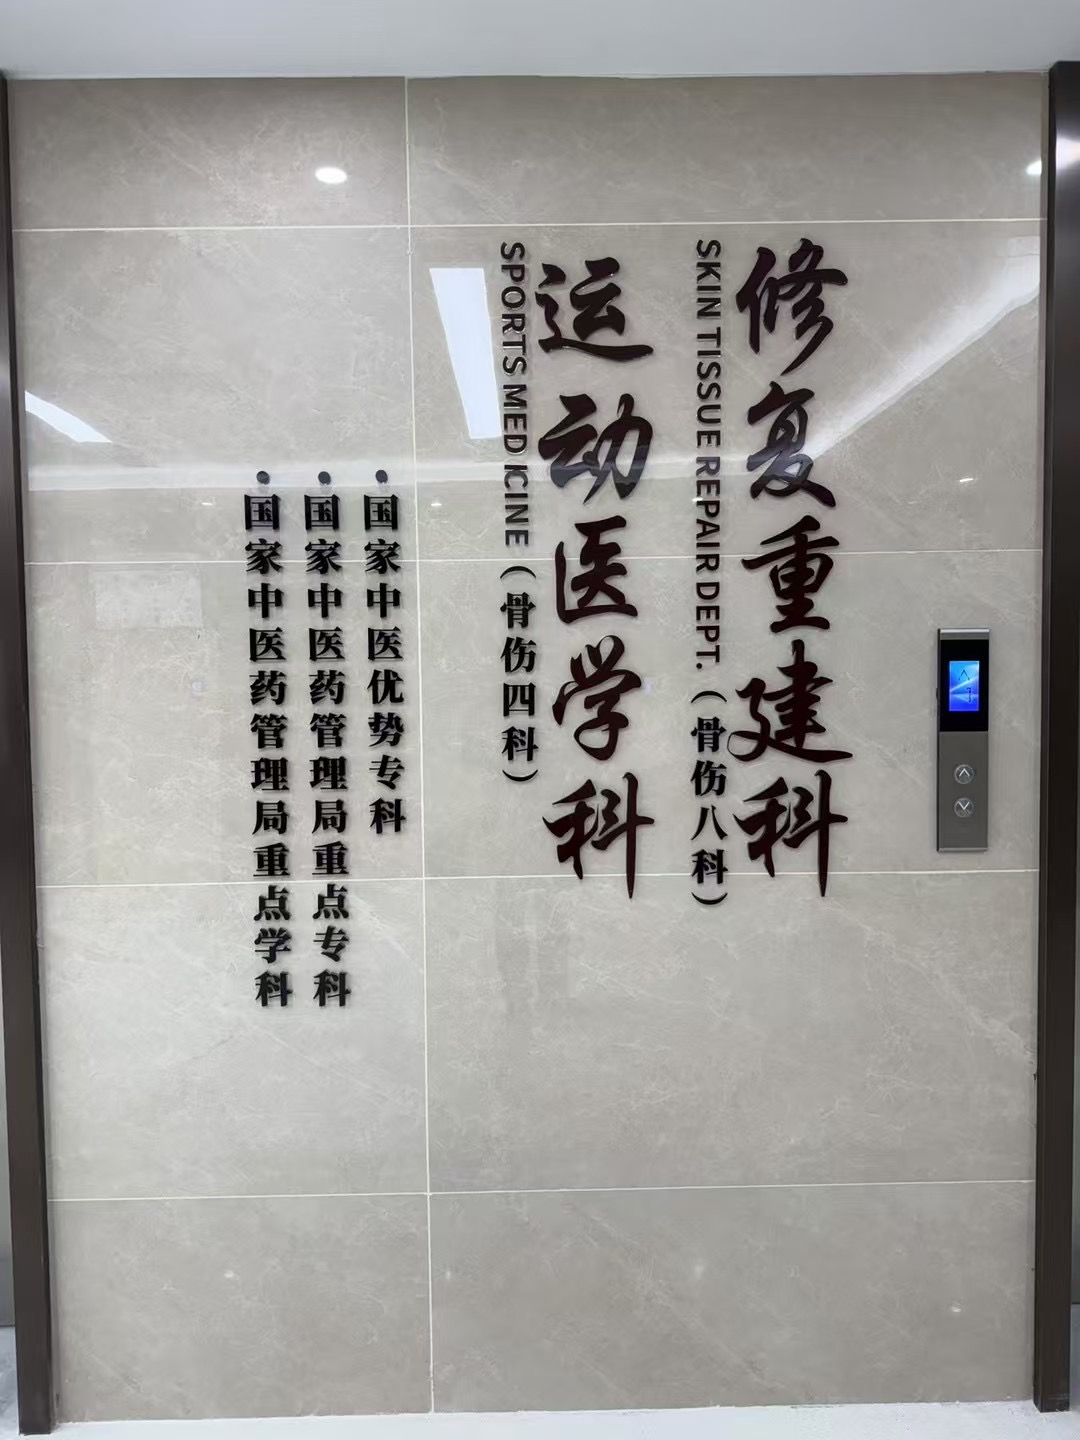 修复重建科
SKIN TISSUE REPAIR DEPT.（骨伤八科）
运动医学科
SPORTS MEDICINE（骨伤四科）
•国家中医优势专科
•国家中医药管理局重点专科
•国家中医药管理局重点学科